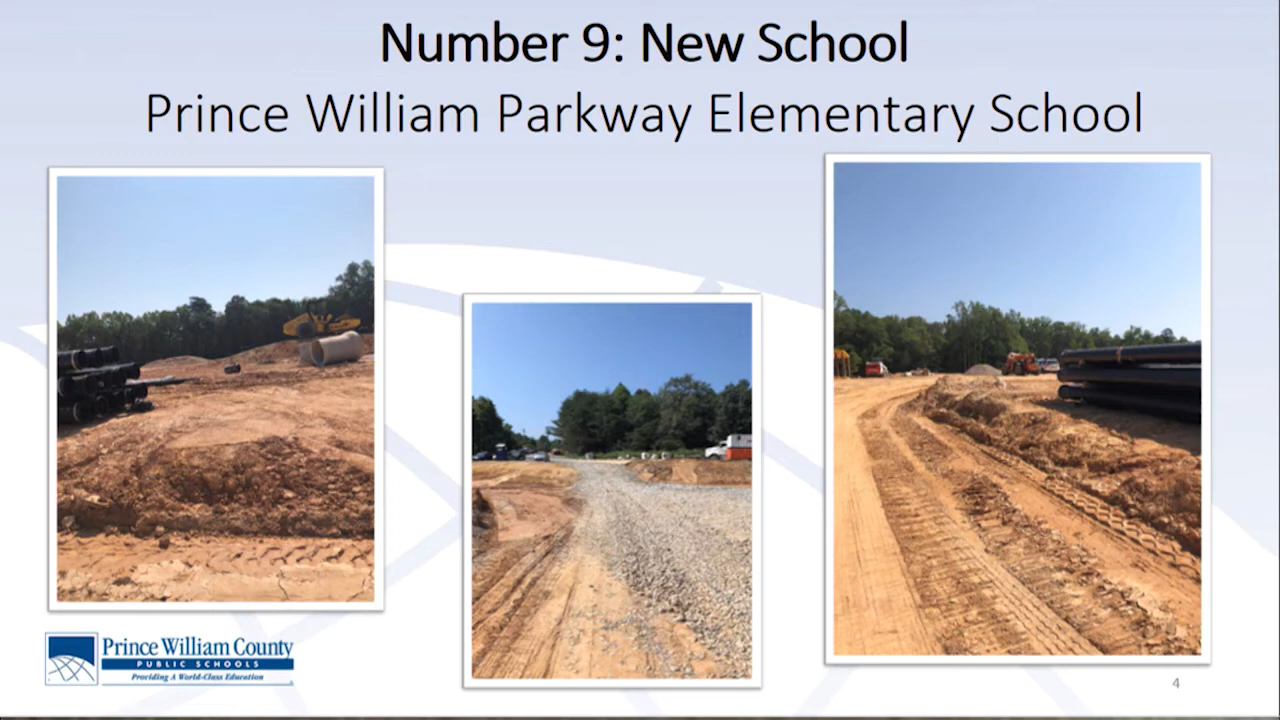 Number 9: New School
Prince William Parkway Elementary School
Prince William County
PUBLIC SCHOOLS
Providing A World-Class Education
4